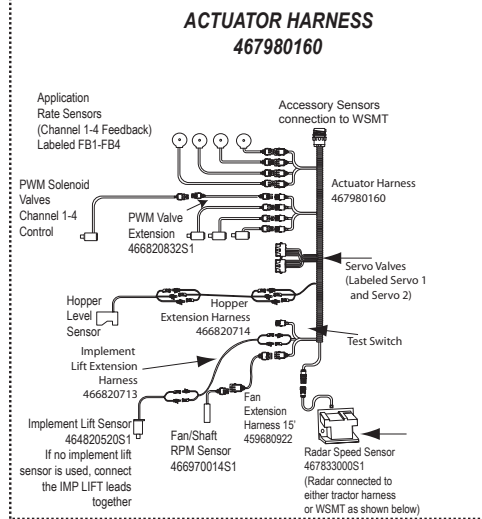 ACTUATOR HARNESS
467980160
Application
Rate Sensors
(Channel 1-4 Feedback)
Labeled FB1-FB4
Accessory Sensors
connection to WSMT
PWM Solenoid
Valves
Channel 1-4
Control
PWM Valve
Extension
466820832S1
Actuator Harness
467980160
Servo Valves
(Labeled Servo 1
and Servo 2)
Hopper
Level
Sensor
Hopper
Extension Harness
466820714
Test Switch
Implement
Lift Extension
Harness
466820713
Implement Lift Sensor
464820520S1
If no implement lift
sensor is used, connect
the IMP LIFT leads
together
Fan/Shaft
RPM Sensor
466970014S1
Fan
Extension
Harness 15'
459680922
Radar Speed Sensor
467833000S1
(Radar connected to
either tractor harness
or WSMT as shown below)